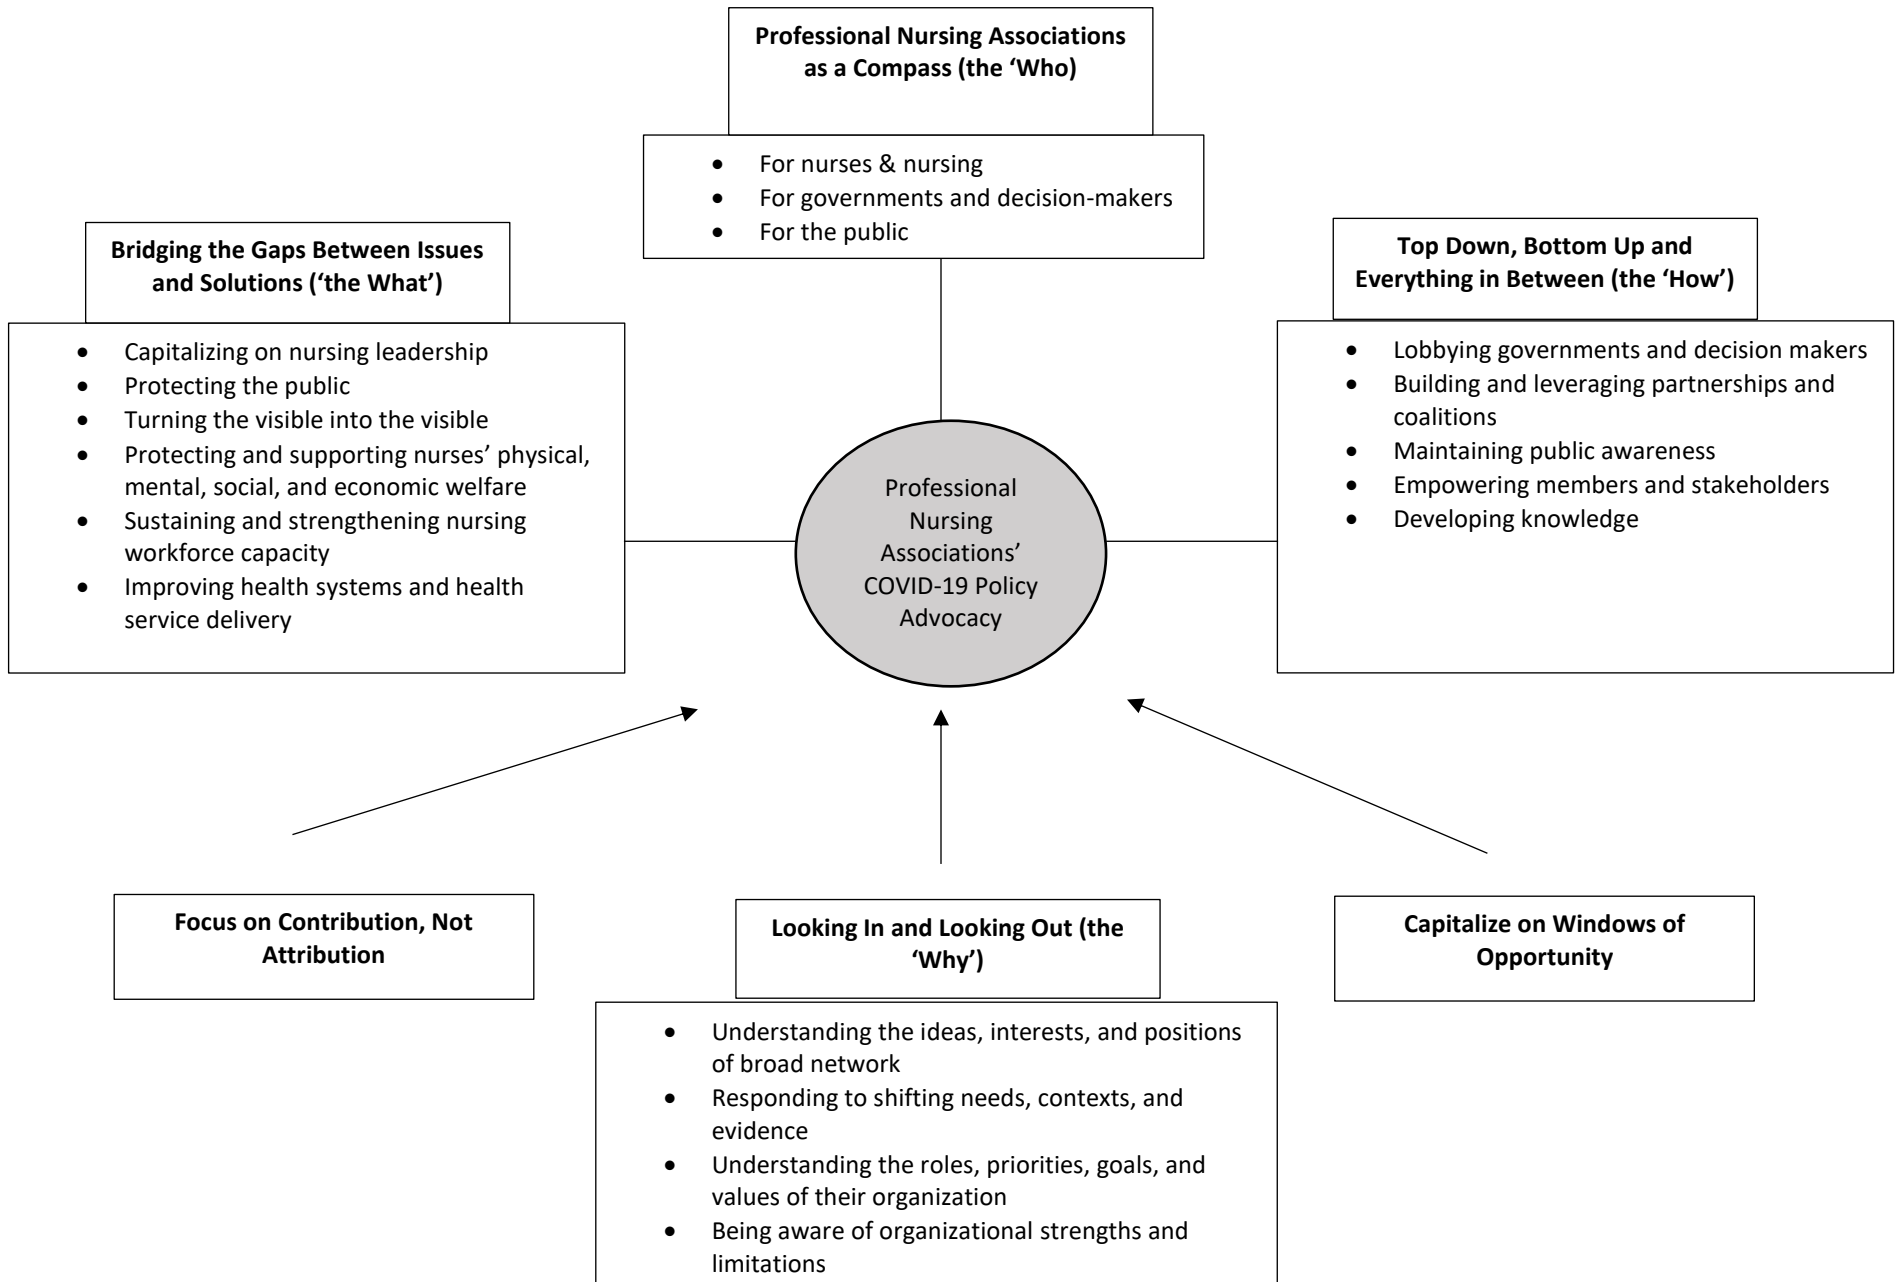 Professional Nursing Associations
as a Compass (the ‘Who)
• For nurses & nursing
• For governments and decision-makers
• For the public
Bridging the Gaps Between Issues
and Solutions (‘the What’)
• Capitalizing on nursing leadership
• Protecting the public
• Turning the visible into the visible
• Protecting and supporting nurses’ physical,
mental, social, and economic welfare
• Sustaining and strengthening nursing
workforce capacity
• Improving health systems and health
service delivery
Top Down, Bottom Up and
Everything in Between (the ‘How’)
• Lobbying governments and decision makers
• Building and leveraging partnerships and
coalitions
• Maintaining public awareness
• Empowering members and stakeholders
• Developing knowledge
Professional
Nursing
Associations’
COVID-19 Policy
Advocacy
Focus on Contribution, Not
Attribution
Looking In and Looking Out (the
‘Why’)
• Understanding the ideas, interests, and positions
of broad network
• Responding to shifting needs, contexts, and
evidence
• Understanding the roles, priorities, goals, and
values of their organization
• Being aware of organizational strengths and
limitations
Capitalize on Windows of
Opportunity